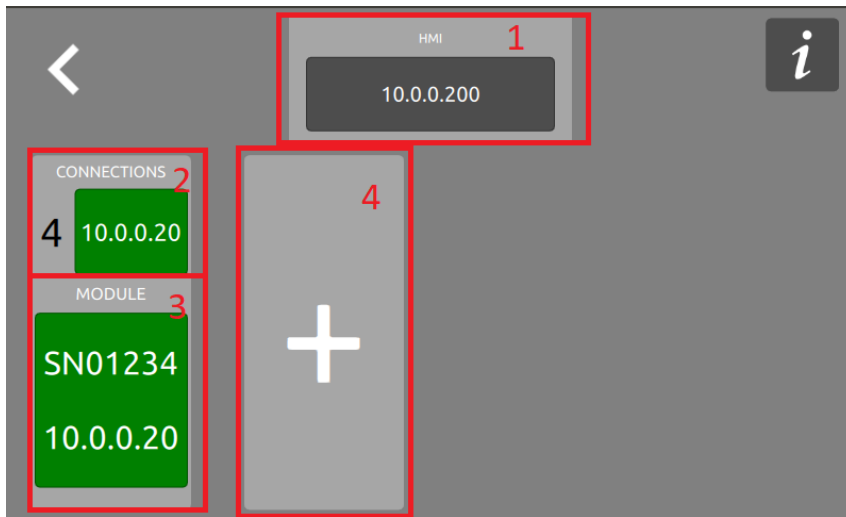 HMI 1
i
10.0.0.200
CONNECTIONS 2
4 10.0.0.20
4
MODULE 3
SN01234
10.0.0.20